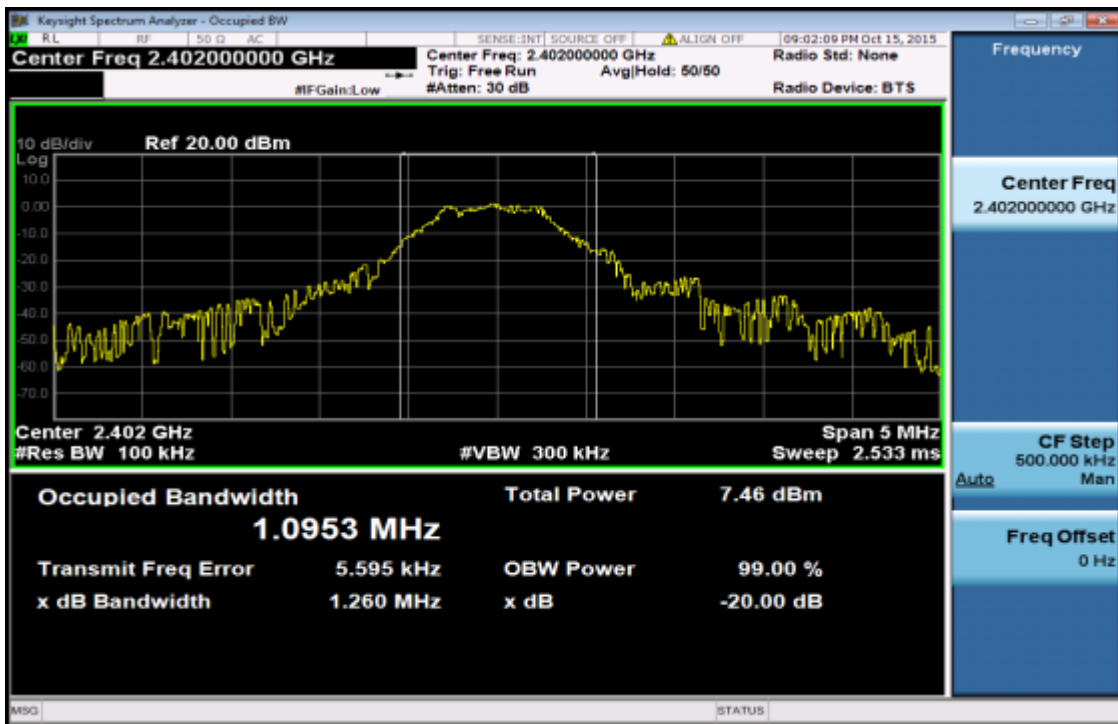 Keysight Spectrum Analyzer - Occupied BW
RL RF 50 Ω AC SENSE:INT SOURCE OFF ALIGN OFF 09:02:09 PM Oct 15, 2015
Center Freq 2.402000000 GHz
Center Freq: 2.402000000 GHz
Radio Std: None
Trig: Free Run Avg|Hold: 50/50
#IFGain:Low
#Atten: 30 dB
Radio Device: BTS
10 dB/div Ref 20.00 dBm
Log
10.0
0.00
-10.0
-20.0
-30.0
-40.0
-50.0
-60.0
-70.0
Center 2.402 GHz
Span 5 MHz
#Res BW 100 kHz
#VBW 300 kHz
Sweep 2.533 ms
Occupied Bandwidth
1.0953 MHz
Total Power 7.46 dBm
Transmit Freq Error 5.595 kHz
OBW Power 99.00 %
x dB Bandwidth 1.260 MHz
x dB -20.00 dB
MSG
STATUS
Frequency
Center Freq
2.402000000 GHz
CF Step
500.000 kHz
Auto Man
Freq Offset
0 Hz